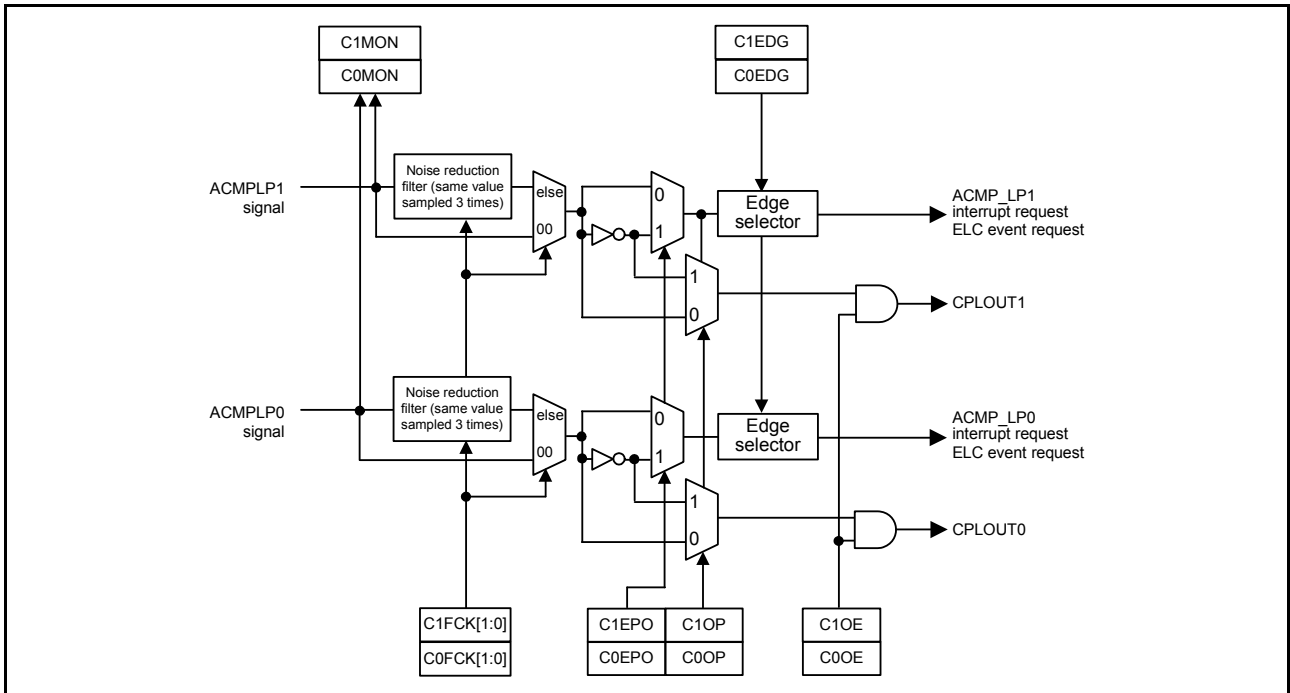 C1MON
C0MON
C1EDG
C0EDG
ACMPLP1
signal
Noise reduction
filter (same value
sampled 3 times)
else
00
0
1
Edge
selector
ACMP_LP1
interrupt request
ELC event request
1
0
CPLOUT1
ACMPLP0
signal
Noise reduction
filter (same value
sampled 3 times)
else
00
0
1
Edge
selector
ACMP_LP0
interrupt request
ELC event request
1
0
CPLOUT0
C1FCK[1:0]
C0FCK[1:0]
C1EPO
C0EPO
C1OP
C0OP
C1OE
C0OE